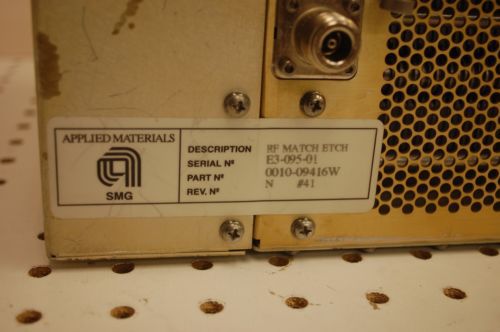 APPLIED MATERIALS
SMG
DESCRIPTION RF MATCH ETCH
SERIAL Nº E3-095-01
PART Nº 0010-09416W
REV. Nº N #41